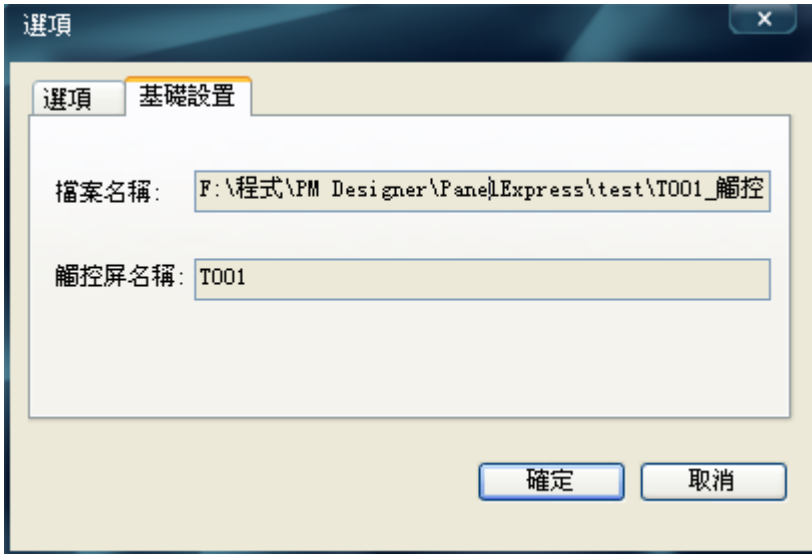 選項
選項 基礎設置
檔案名稱: F:\程式\PM Designer\PanelExpress\test\T001_觸控
觸控屏名稱: T001
確定 取消